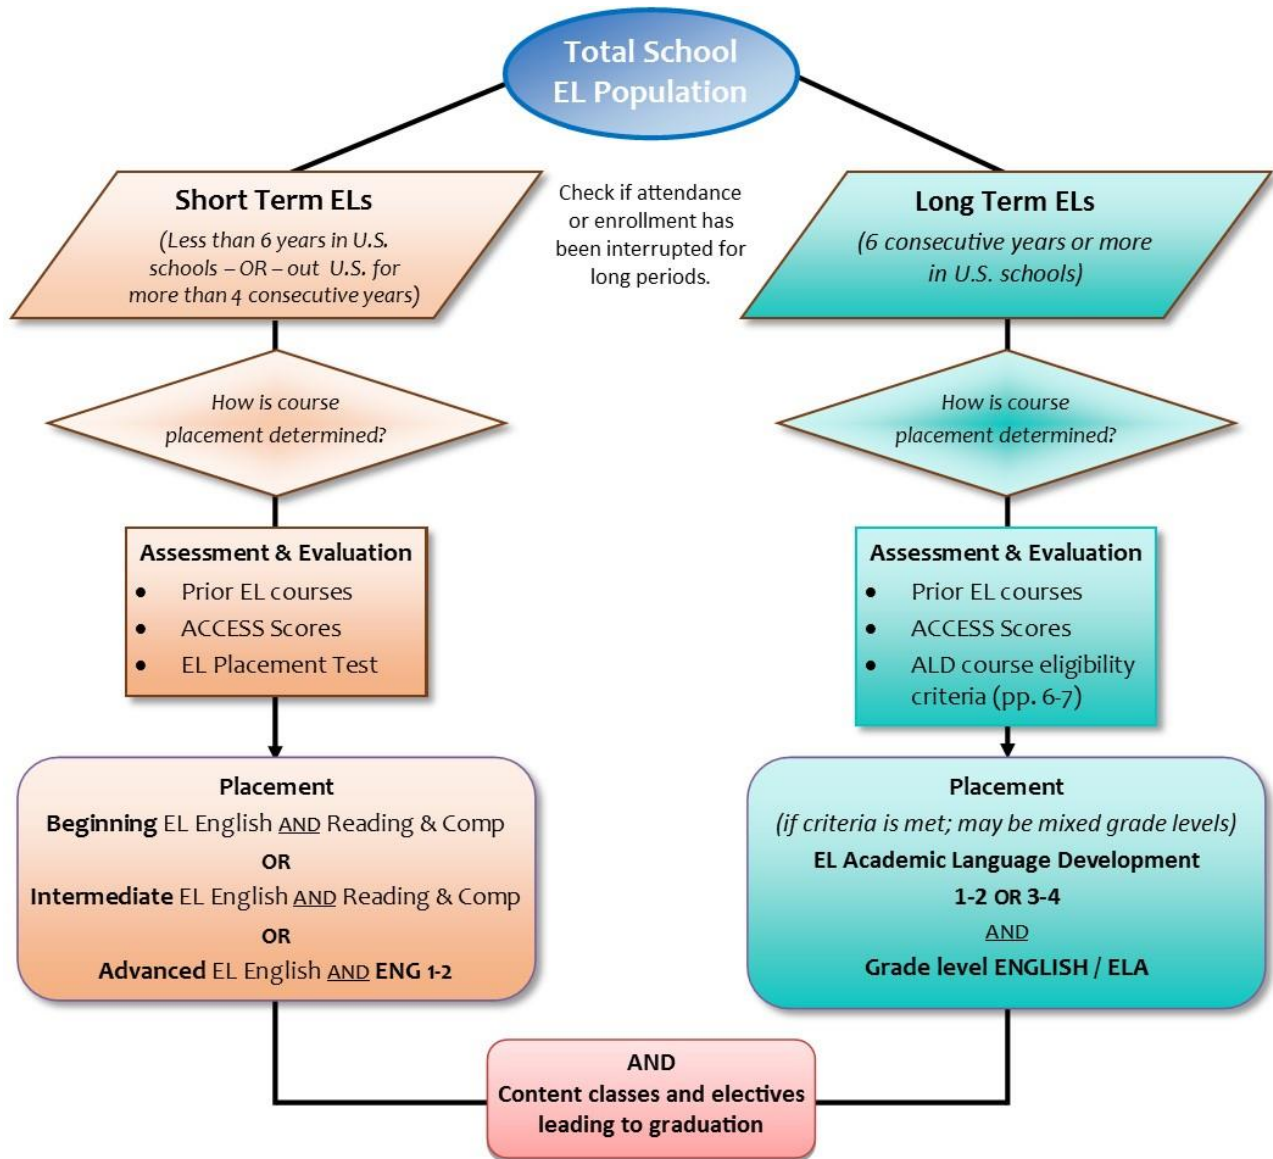 Total School
EL Population
Short Term ELs
(Less than 6 years in U.S.
schools – OR – out  U.S. for
more than 4 consecutive years)
Check if attendance
or enrollment has
been interrupted for
long periods.
Long Term ELs
(6 consecutive years or more
in U.S. schools)
How is course
placement determined?
How is course
placement determined?
Assessment & Evaluation
• Prior EL courses
• ACCESS Scores
• EL Placement Test
Assessment & Evaluation
• Prior EL courses
• ACCESS Scores
• ALD course eligibility
criteria (pp. 6-7)
Placement
Beginning EL English AND Reading & Comp
OR
Intermediate EL English AND Reading & Comp
OR
Advanced EL English AND ENG 1-2
Placement
(if criteria is met; may be mixed grade levels)
EL Academic Language Development
1-2 OR 3-4
AND
Grade level ENGLISH / ELA
AND
Content classes and electives
leading to graduation